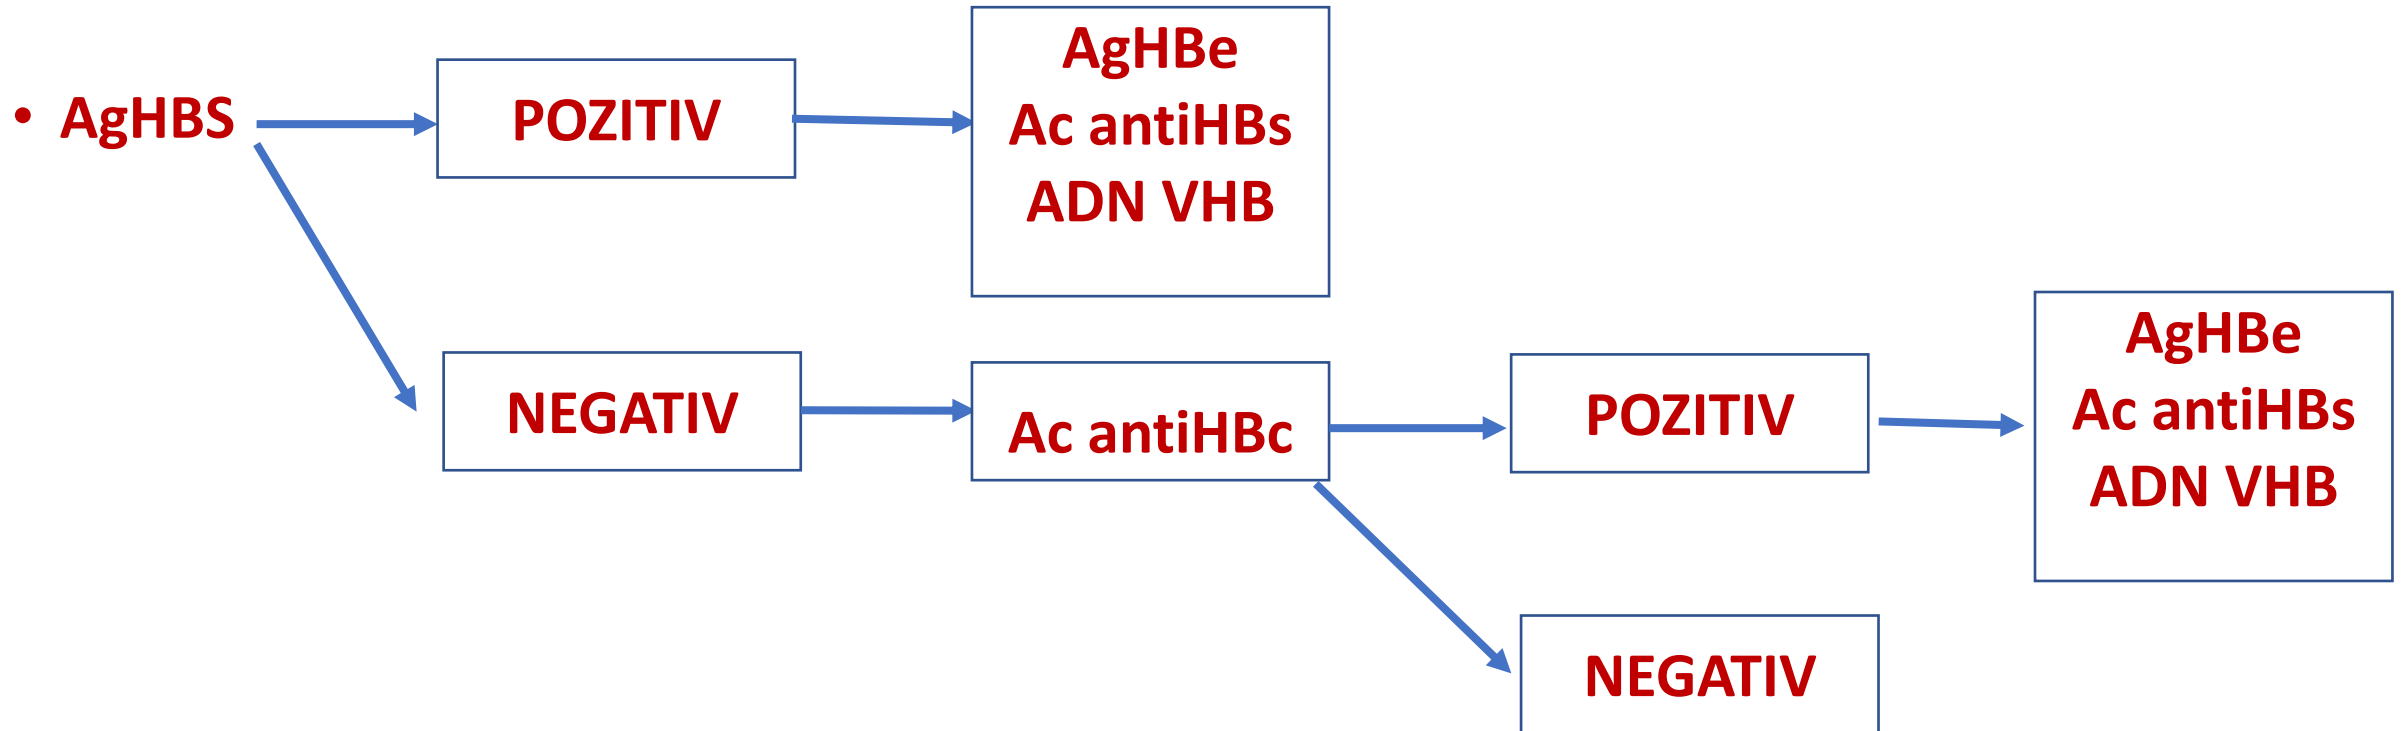 • AgHBS
POZITIV
AgHBe
Ac antiHBs
ADN VHB
NEGATIV
Ac antiHBc
POZITIV
AgHBe
Ac antiHBs
ADN VHB
NEGATIV